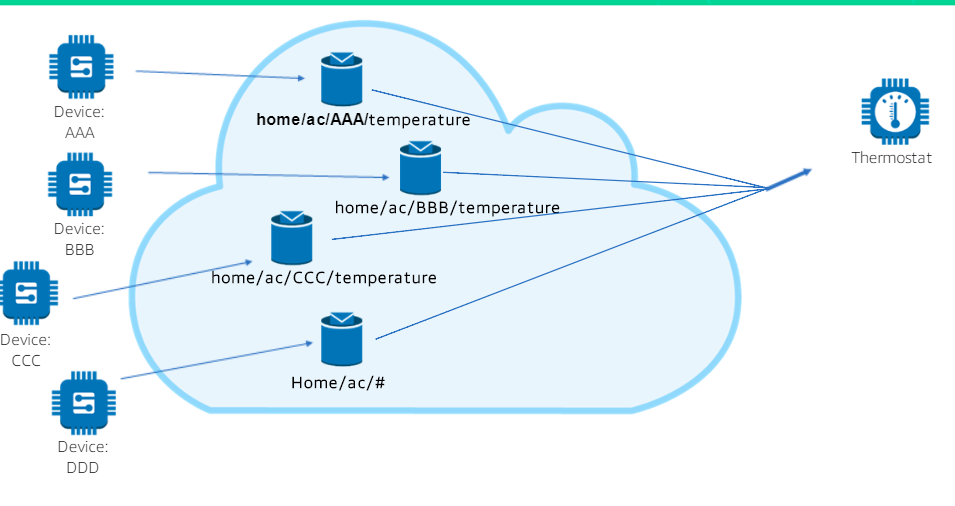 Device:
AAA
home/ac/AAA/temperature
Thermostat
Device:
BBB
home/ac/BBB/temperature
home/ac/CCC/temperature
Device:
CCC
Home/ac/#
Device:
DDD